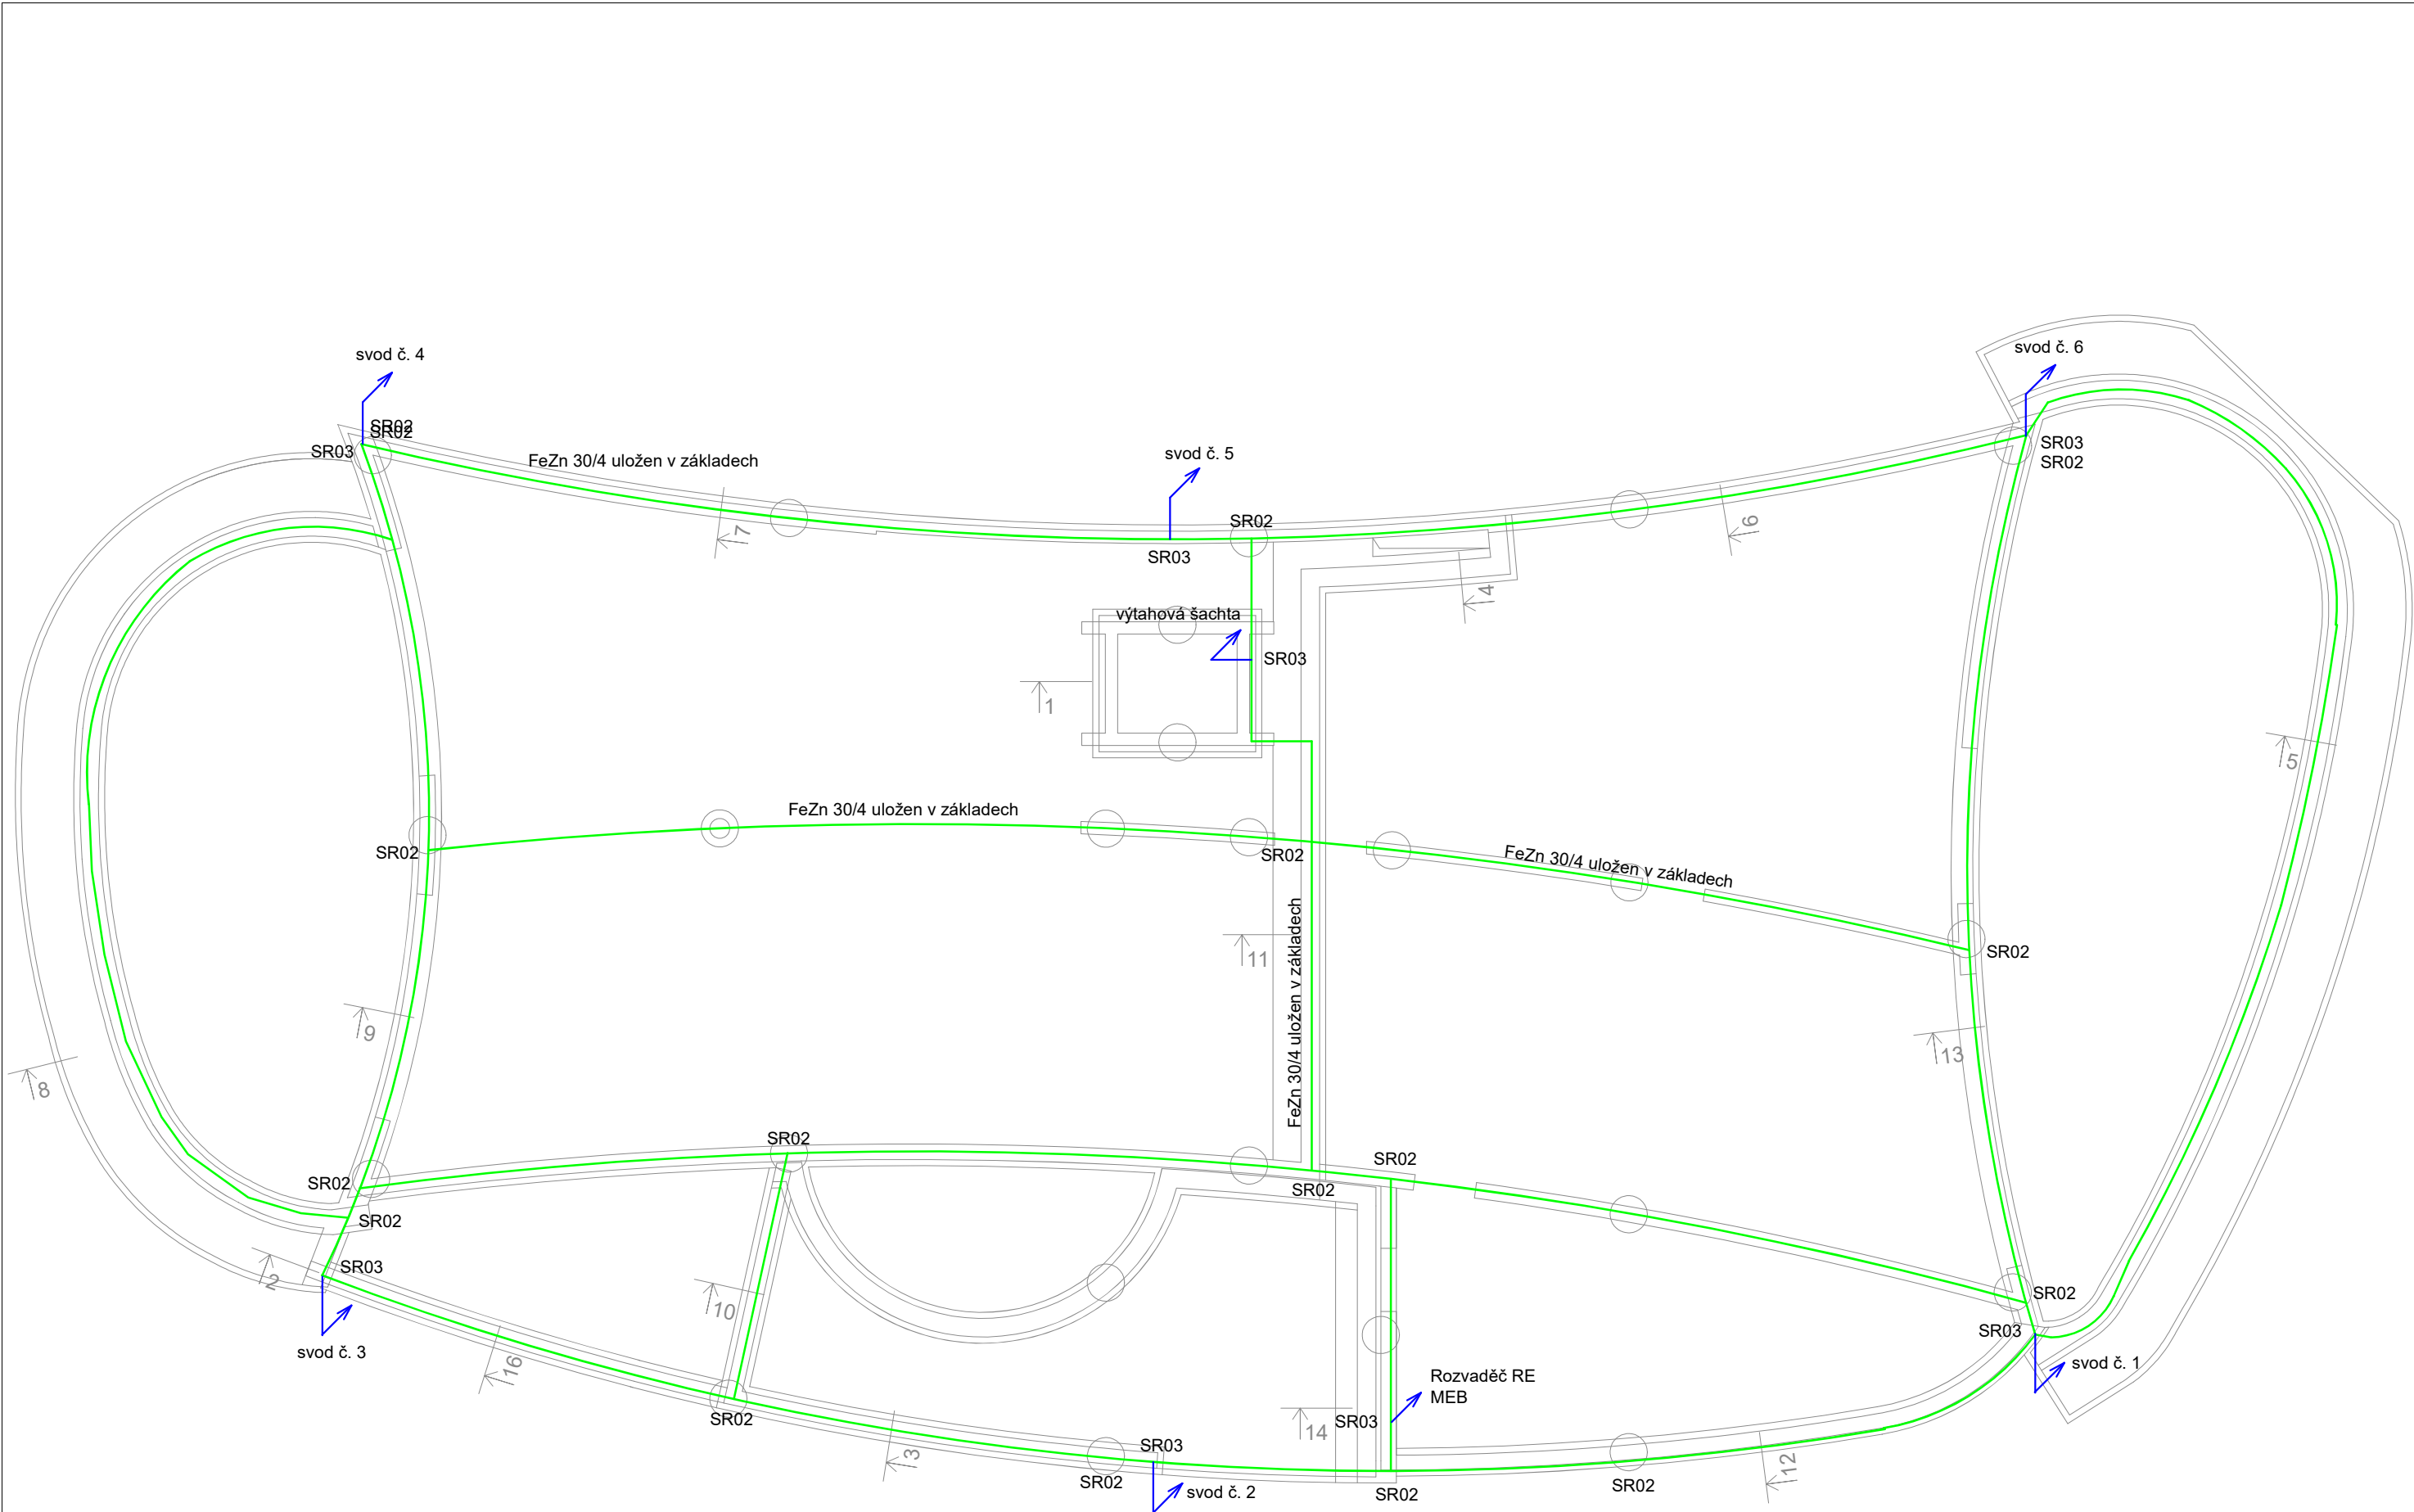 svod č. 6
svod č. 4
SR02
SR02
SR03
SR03
SR02
svod č. 5
FeZn 30/4 uložen v základech
SR02
6
7
SR03
4
výtahová šachta
SR03
1
5
FeZn 30/4 uložen v základech
SR02
SR02
FeZn 30/4 uložen v základech
SR02
11
FeZn 30/4 uložen v základech
9
13
8
SR02
SR02
SR02
SR02
SR02
SR03
2
SR02
10
SR03
svod č. 3
svod č. 1
16
Rozvaděč RE
MEB
SR02
SR03
14
SR03
3
12
SR02
SR02
SR02
svod č. 2